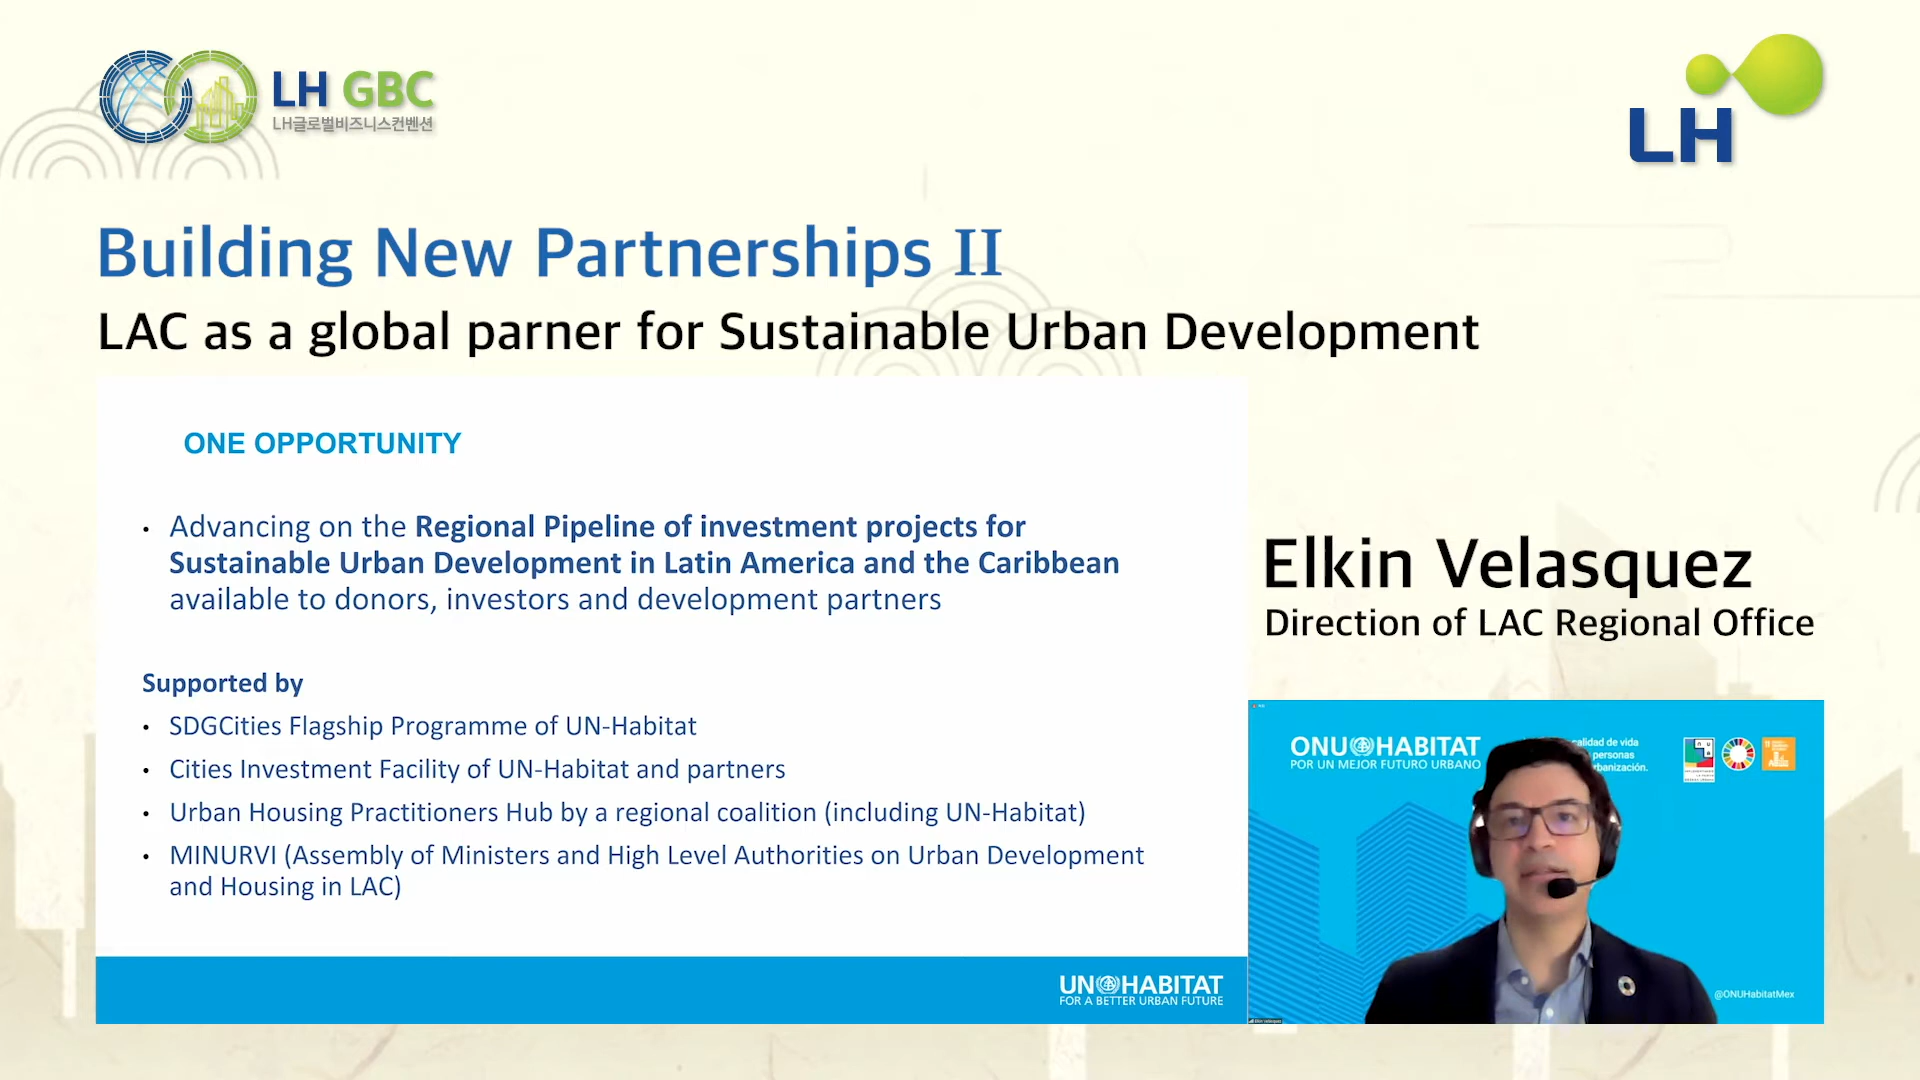 LH GBC
LH글로벌비즈니스컨벤션
LH
Building New Partnerships II
LAC as a global parner for Sustainable Urban Development
ONE OPPORTUNITY
• Advancing on the Regional Pipeline of investment projects for
Sustainable Urban Development in Latin America and the Caribbean
available to donors, investors and development partners
Supported by
• SDGCities Flagship Programme of UN-Habitat
• Cities Investment Facility of UN-Habitat and partners
• Urban Housing Practitioners Hub by a regional coalition (including UN-Habitat)
• MINURVI (Assembly of Ministers and High Level Authorities on Urban Development
and Housing in LAC)
UN HABITAT
FOR A BETTER URBAN FUTURE
Elkin Velasquez
Direction of LAC Regional Office
ONU HABITAT
POR UN MEJOR FUTURO URBANO
calidad de vida
personas
rbanización.
@ONUHabitatMex